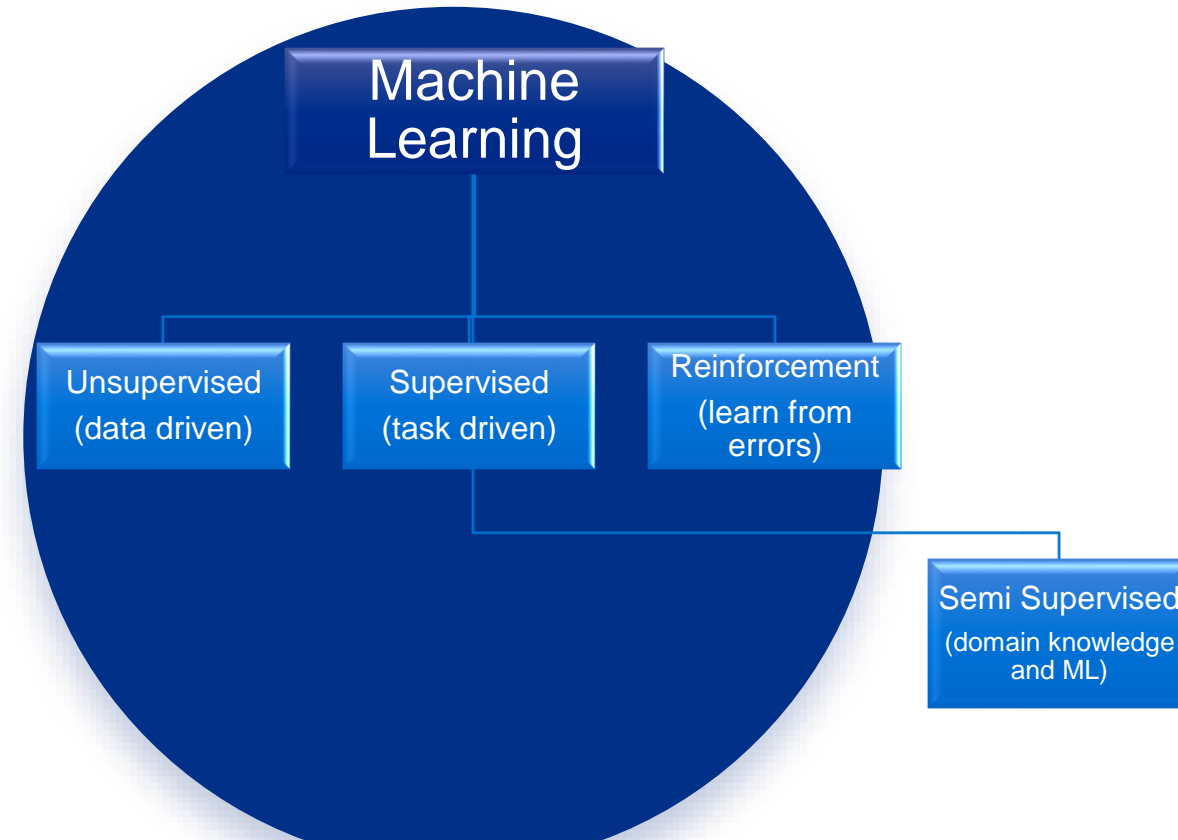 Machine
Learning
Unsupervised
(data driven)
Supervised
(task driven)
Reinforcement
(learn from
errors)
Semi Supervised
(domain knowledge
and ML)